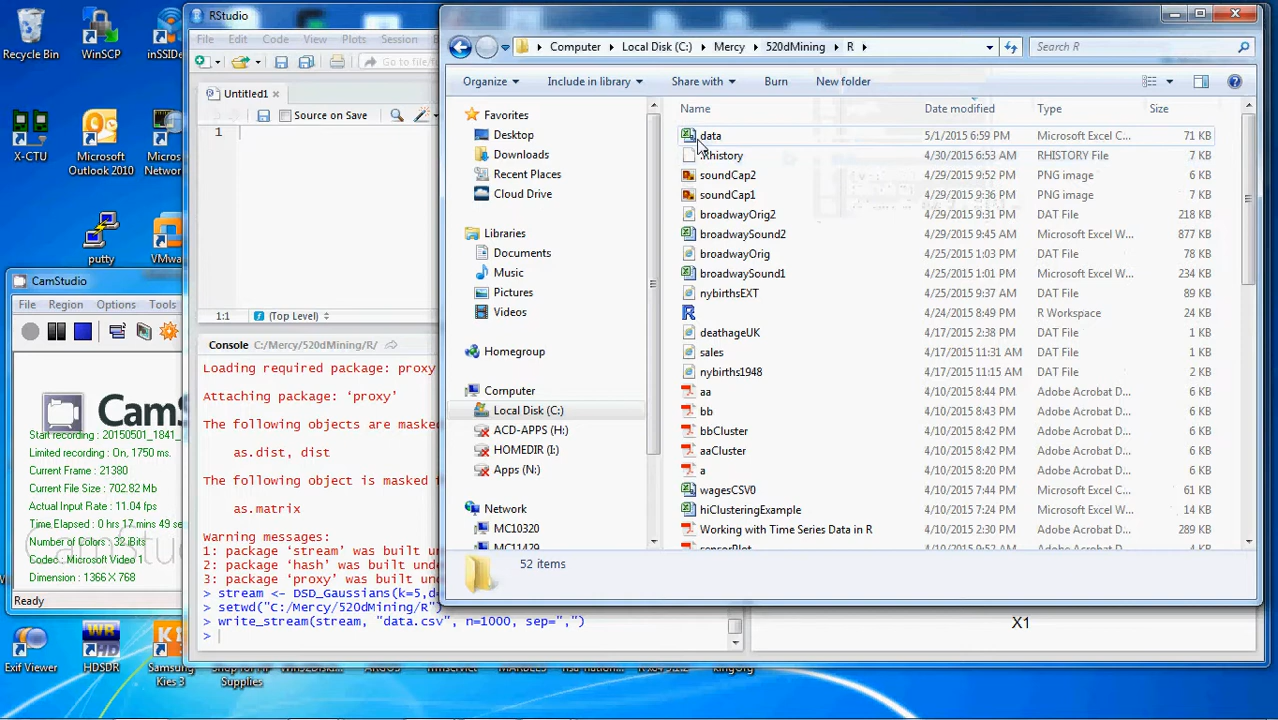 Recycle Bin
WinSCP
inSSIDe
X-CTU
Microsoft
Outlook 2010
Micros
Networ
putty
VMwa
RStudio
File Edit Code View Plots Session
Go to file/f
Untitled1
Source on Save
1
1:1 (Top Level)
Console C:/Mercy/520dMining/R/
Loading required package: proxy
Attaching package: ‘proxy’
The following objects are masked
as.dist, dist
The following object is masked
as.matrix
Warning messages:
1: package ‘stream’ was built un
2: package ‘hash’ was built unde
3: package ‘proxy’ was built und
> stream <- DSD_Gaussians(k=5,d
> setwd("C:/Mercy/520dMining/R")
> write_stream(stream, "data.csv", n=1000, sep=",")
>
CamStudio
File Region Options Tools
CamS
Start recording : 20150501_1841_
Limited recording : On, 1750 ms.
Current Frame : 21380
Current File Size : 702.82 Mb
Actual Input Rate : 11.04 fps
Time Elapsed : 0 hrs 17 mins 49 se
Number of Colors : 32 Bits
Codec: Microsoft Video 1
Dimension : 1366 X 768
Ready
Exif Viewer
HDSDR
Samsung
Kies 3
Supplies
Computer Local Disk (C:) Mercy 520dMining R
Search R
Organize Include in library Share with Burn New folder
Favorites
Desktop
Downloads
Recent Places
Cloud Drive
Libraries
Documents
Music
Pictures
Videos
Homegroup
Computer
Local Disk (C:)
ACD-APPS (H:)
HOMEDIR (I:)
Apps (N:)
Network
MC10320
MC11429
Name Date modified Type Size
data 5/1/2015 6:59 PM Microsoft Excel C... 71 KB
.Rhistory 4/30/2015 6:53 AM RHISTORY File 7 KB
soundCap2 4/29/2015 9:52 PM PNG image 6 KB
soundCap1 4/29/2015 9:36 PM PNG image 7 KB
broadwayOrig2 4/29/2015 9:31 PM DAT File 218 KB
broadwaySound2 4/29/2015 9:45 AM Microsoft Excel W... 877 KB
broadwayOrig 4/25/2015 1:03 PM DAT File 78 KB
broadwaySound1 4/25/2015 1:01 PM Microsoft Excel W... 234 KB
nybirthsEXT 4/25/2015 9:37 AM DAT File 89 KB
4/24/2015 8:49 PM R Workspace 24 KB
deathageUK 4/17/2015 2:38 PM DAT File 1 KB
sales 4/17/2015 11:31 AM DAT File 1 KB
nybirths1948 4/17/2015 11:15 AM DAT File 2 KB
aa 4/10/2015 8:44 PM Adobe Acrobat D... 6 KB
bb 4/10/2015 8:43 PM Adobe Acrobat D... 6 KB
bbCluster 4/10/2015 8:43 PM Adobe Acrobat D... 6 KB
aaCluster 4/10/2015 8:40 PM Adobe Acrobat D... 6 KB
a 4/10/2015 8:20 PM Adobe Acrobat D... 6 KB
wagesCSV0 4/10/2015 7:44 PM Microsoft Excel C... 61 KB
hiClusteringExample 4/10/2015 7:24 PM Microsoft Excel W... 14 KB
Working with Time Series Data in R 4/10/2015 2:30 PM Adobe Acrobat D... 289 KB
52 items
X1